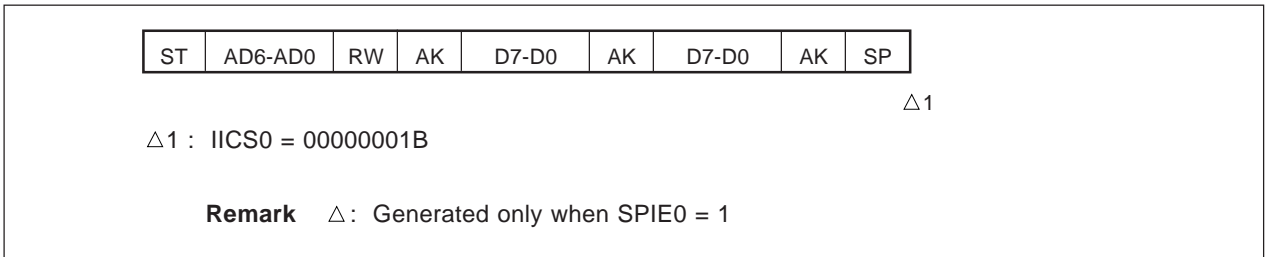 ST AD6-AD0 RW AK D7-D0 AK D7-D0 AK SP
△1
△1 : IICS0 = 00000001B
Remark △ : Generated only when SPIE0 = 1